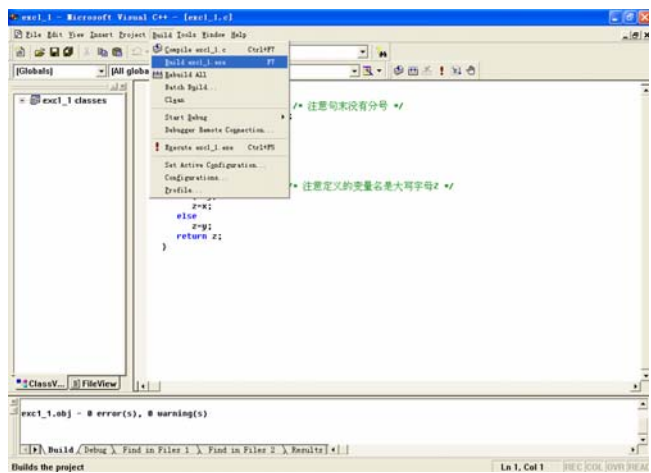 exc1_1 - Microsoft Visual C++ - [exc1_1.c]
File Edit View Insert Project Build Tools Window Help
[Globals] [All globa
Compile exc1_1.c Ctrl+F7
Build exc1_1.exe F7
Rebuild All
Batch Build...
Clean
Start Debug
Debugger Remote Connection...
Execute exc1_1.exe Ctrl+F5
Set Active Configuration...
Configurations...
Profile...
exc1_1 classes
/* 注意句末没有分号 */
;
/* 注意定义的变量名是大写字母Z */
z=x;
else
z=y;
return z;
}
ClassV... FileView
exc1_1.obj - 0 error(s), 0 warning(s)
Build Debug Find in Files 1 Find in Files 2 Results
Builds the project Ln 1, Col 1 REC COL OVR READ